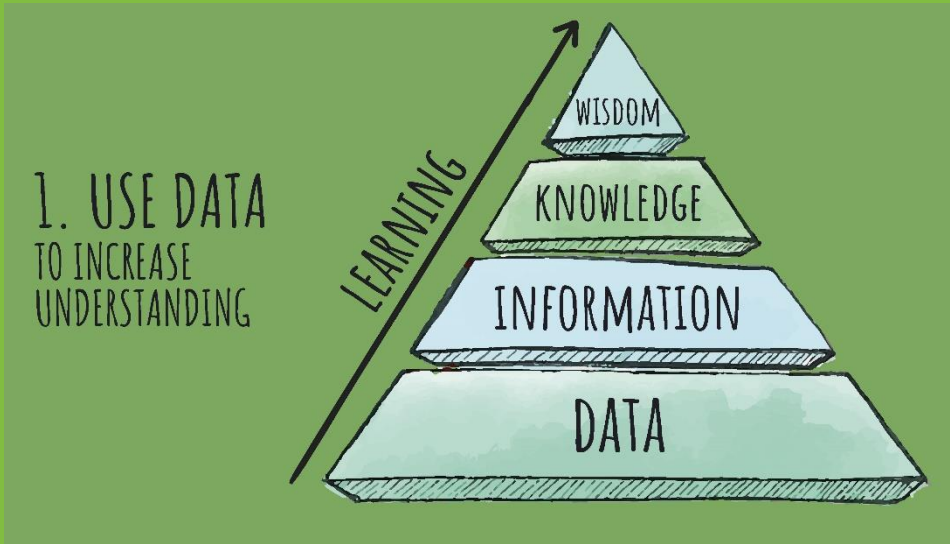 1. USE DATA
TO INCREASE
UNDERSTANDING
LEARNING
WISDOM
KNOWLEDGE
INFORMATION
DATA